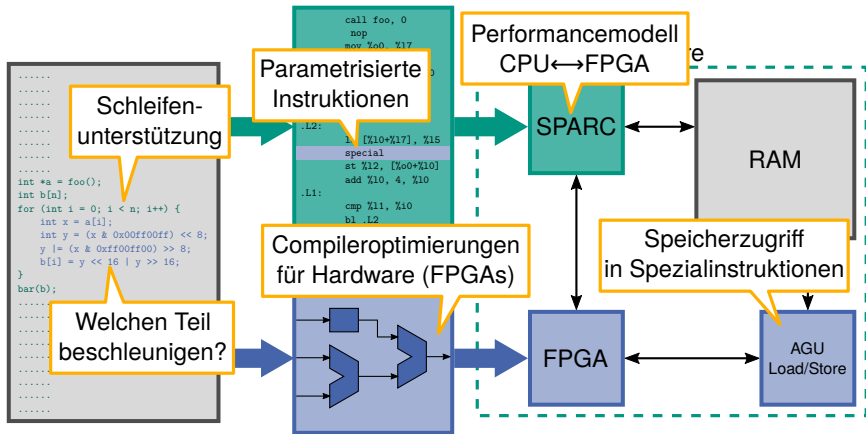 ......
......
......
......
......
......
......
int *a = foo();
int b[n];
for (int i = 0; i < n; i++) {
int x = a[i];
int y = (x & 0x00ff00ff) << 8;
y |= (x & 0xff00ff00) >> 8;
b[i] = y << 16 | y >> 16;
}
bar(b);
......
......
......
......
......
......
......
Schleifen-
unterstützung
Welchen Teil
beschleunigen?
call foo, 0
nop
mov %o0, %l7
Parametrisierte
Instruktionen
.L2:
[%l0+%l7], %l5
special
st %l2, [%o0+%l0]
add %l0, 4, %l0
.L1:
cmp %l1, %i0
bl .L2
Compileroptimierungen
für Hardware (FPGAs)
Performancemodell
CPU⟷FPGA
re
SPARC
RAM
Speicherzugriff
in Spezialinstruktionen
FPGA
AGU
Load/Store